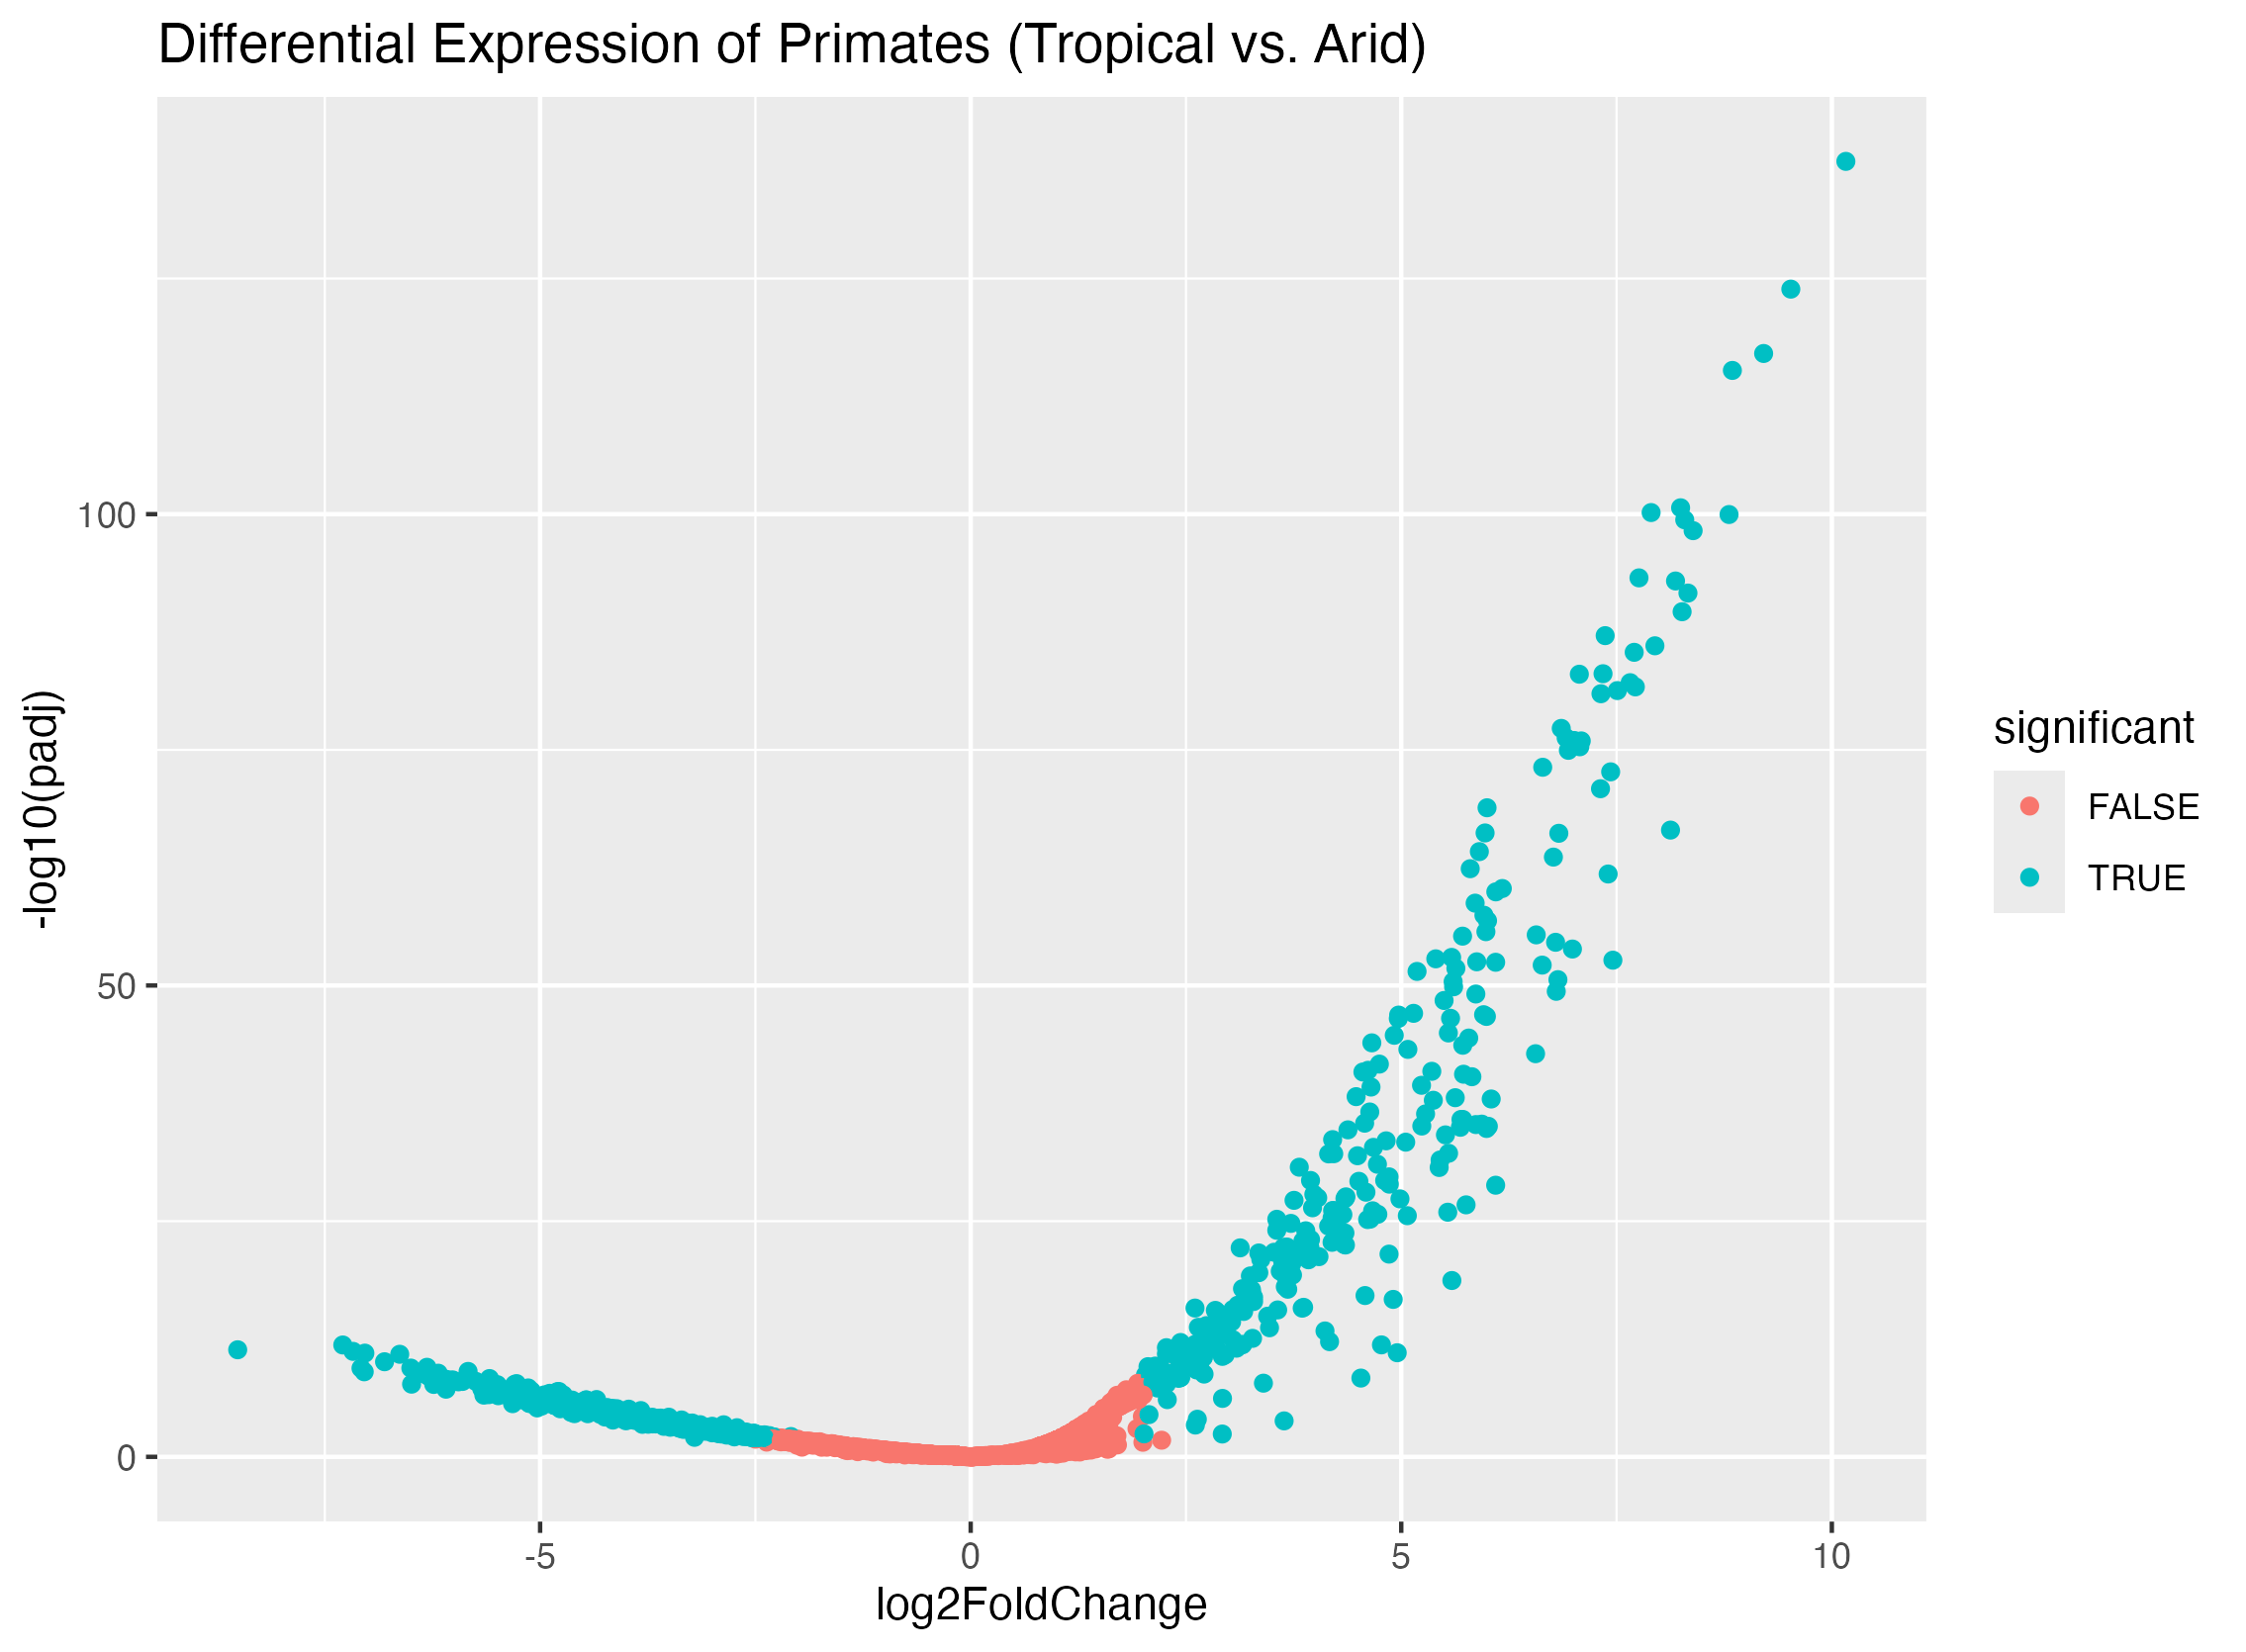 Differential Expression of Primatees (Tropical vs. Arid)
100
50
0
-log10(padj)
-5
0
5
10
log2FoldChange
significant
FALSE
TRUE